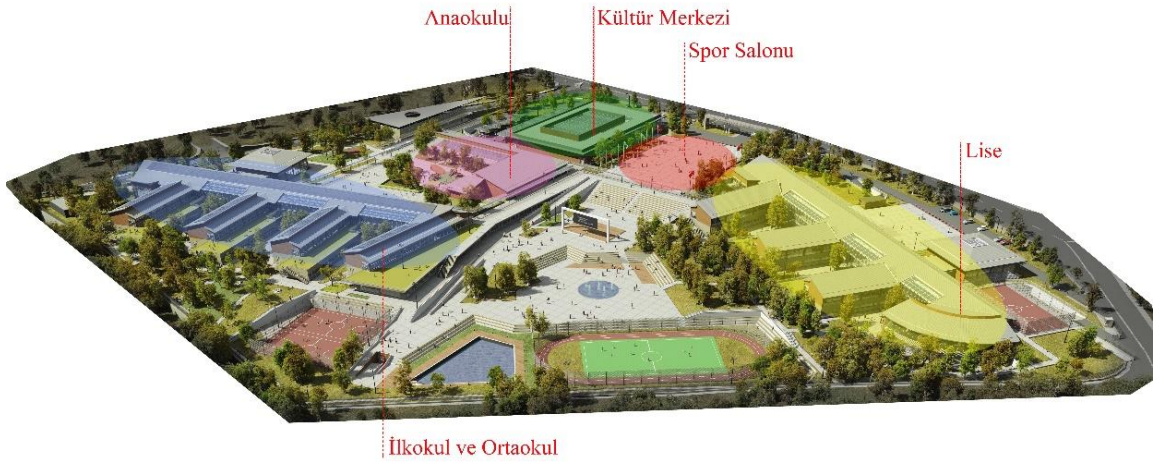 Anaokulu
Kültür Merkezi
Spor Salonu
Lise
İlkokul ve Ortaokul